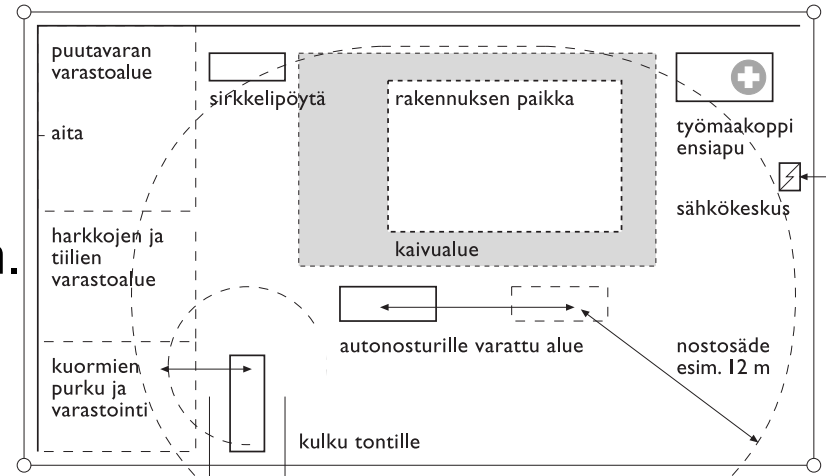 puutavaran
varastoalue
sirkkelipöytä
rakennuksen paikka
aita
työmaakoppi
ensiapu
sähkökeskus
harkkojen ja
tiilien
varastoalue
kaivualue
autonosturille varattu alue
nostosäde
esim. 12 m
kuormien
purku ja
varastointi
kulku tontille